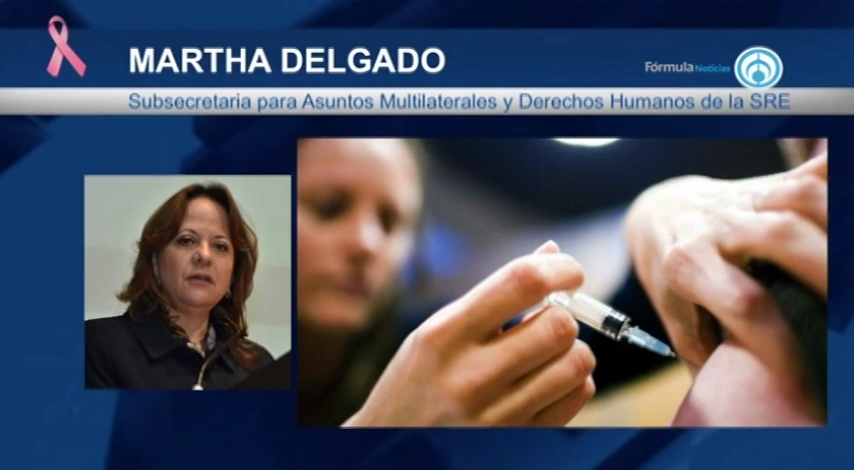 MARTHA DELGADO
Fórmula Noticias
Subsecretaria para Asuntos Multilaterales y Derechos Humanos de la SRE